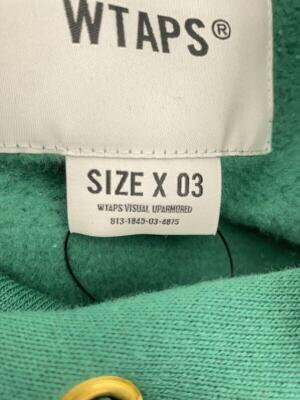 WTAPS®
SIZE X 03
WTAPS VISUAL UPARMORED
813-1845-03-4875